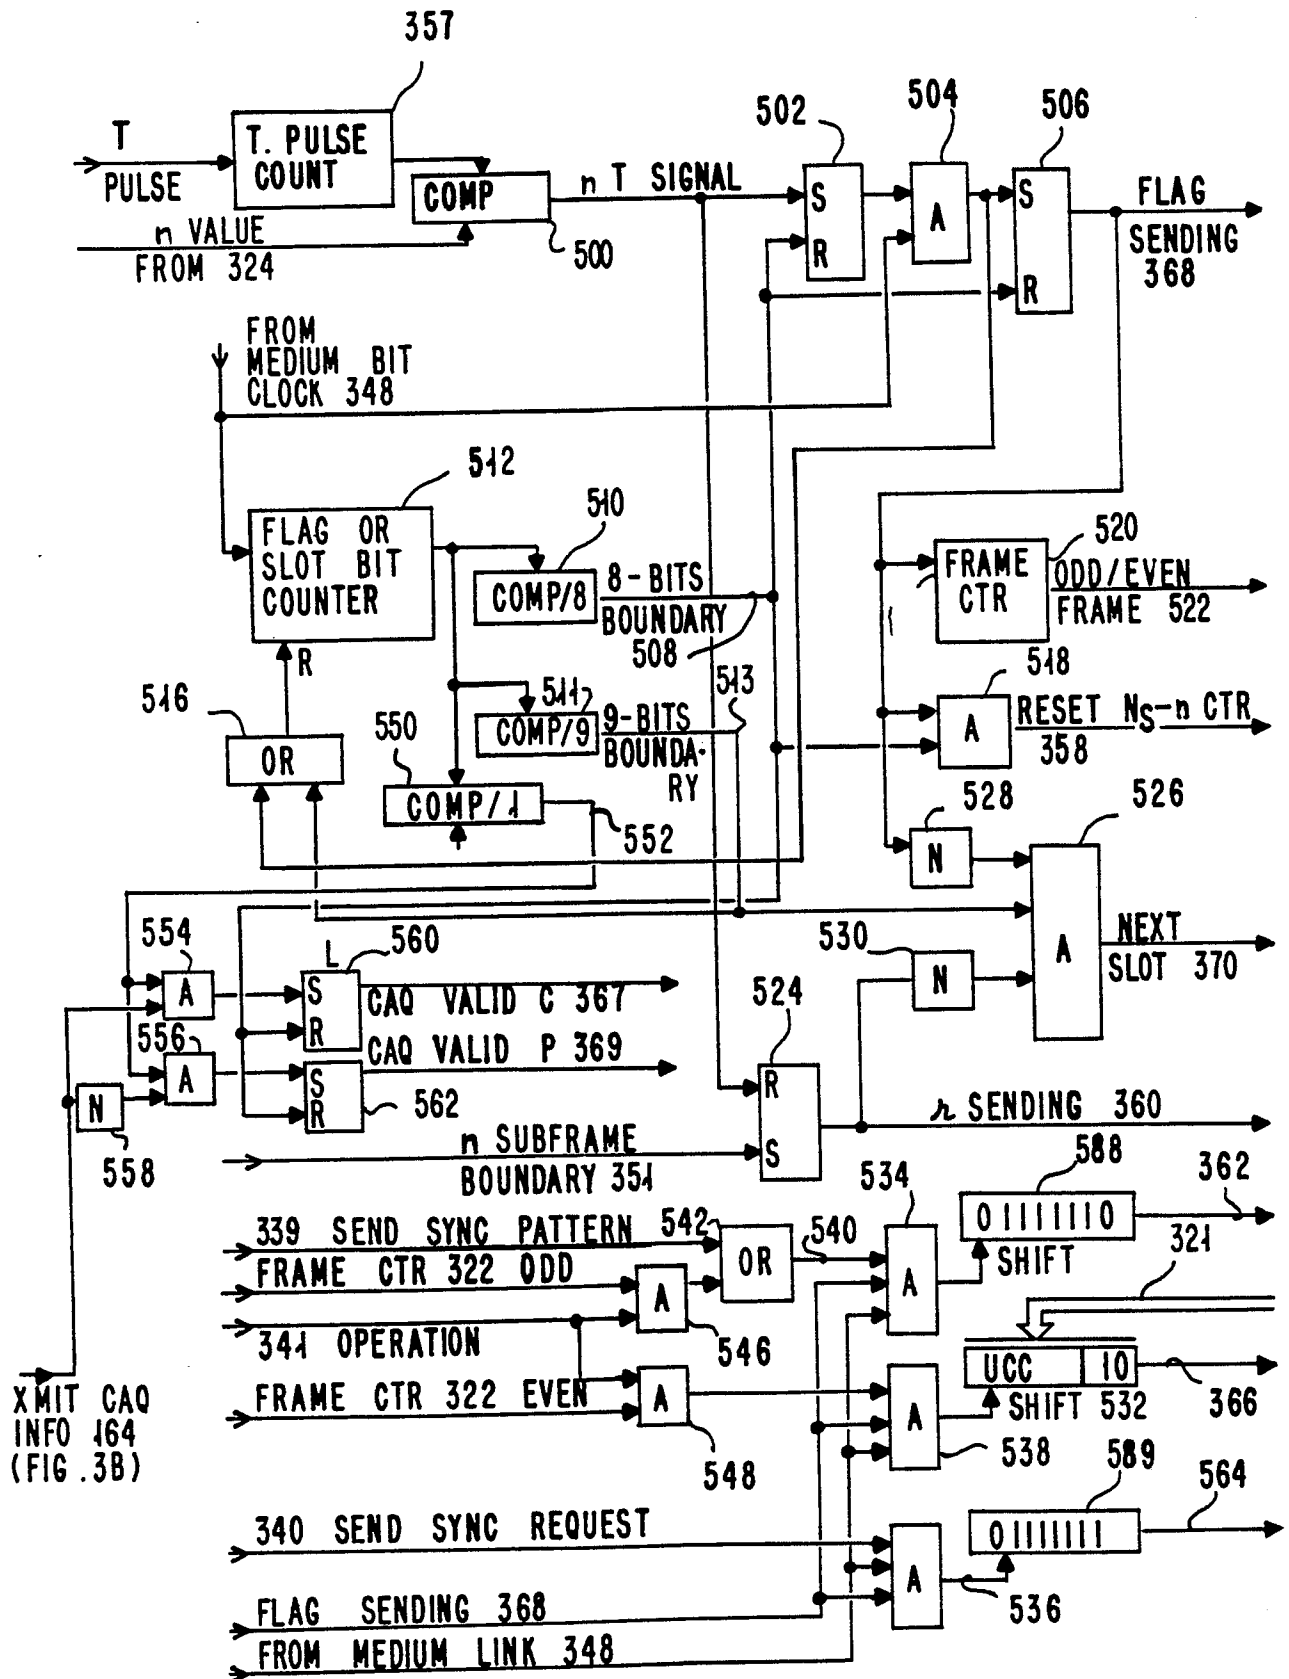 357
T
PULSE
T. PULSE
COUNT
n VALUE
FROM 324
COMP
500
n T SIGNAL
502
S
R
504
A
506
S
R
FLAG
SENDING
368
FROM
MEDIUM BIT
CLOCK 348
512
FLAG OR
SLOT BIT
COUNTER
R
510
COMP/8
8-BITS
BOUNDARY
508
516
OR
550
COMP/1
552
511
COMP/9
9-BITS
BOUNDA-
RY
513
520
FRAME
CTR
ODD/EVEN
FRAME 522
518
A
RESET NS-n CTR
358
528
N
526
A
530
N
NEXT
SLOT 370
554
A
L
560
S
R
CAQ VALID C 367
556
A
S
R
CAQ VALID P 369
562
N
558
524
R
S
r SENDING 360
n SUBFRAME
BOUNDARY 351
339 SEND SYNC PATTERN
FRAME CTR 322 ODD
341 OPERATION
FRAME CTR 322 EVEN
542
OR
540
A
546
A
548
534
A
588
01111110
SHIFT
362
321
UCC 10
SHIFT 532
366
A
538
589
01111111
564
A
536
340 SEND SYNC REQUEST
FLAG SENDING 368
FROM MEDIUM LINK 348
XMIT CAQ
INFO 164
(FIG.3B)